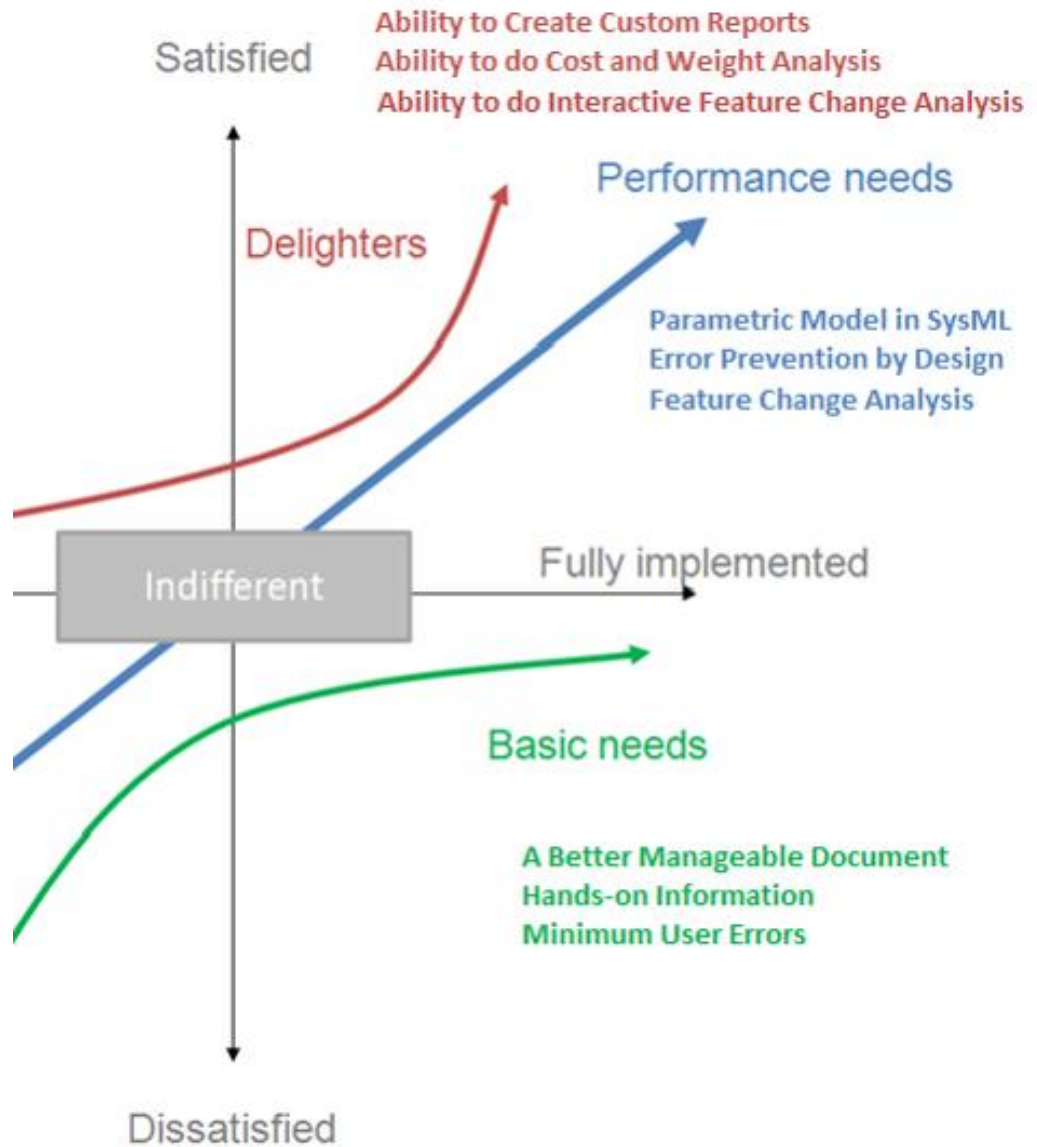 Ability to Create Custom Reports
Satisfied
Ability to do Cost and Weight Analysis
Ability to do Interactive Feature Change Analysis
Performance needs
Delighters
Parametric Model in SysML
Error Prevention by Design
Feature Change Analysis
Fully implemented
Indifferent
Basic needs
A Better Manageable Document
Hands-on Information
Minimum User Errors
Dissatisfied